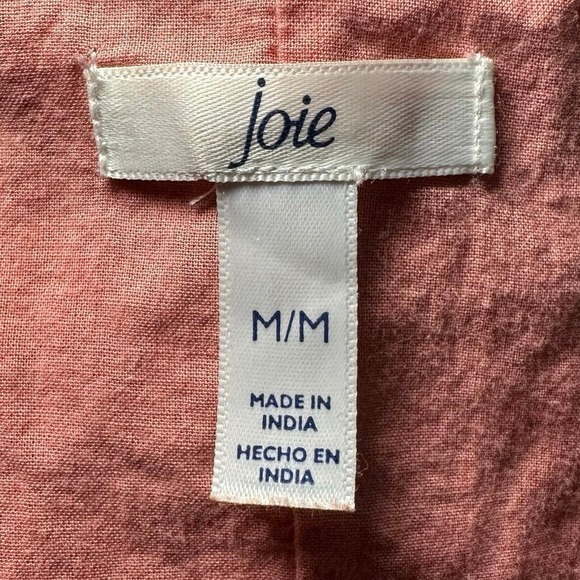 joie
M/M
MADE IN
INDIA
HECHO EN
INDIA